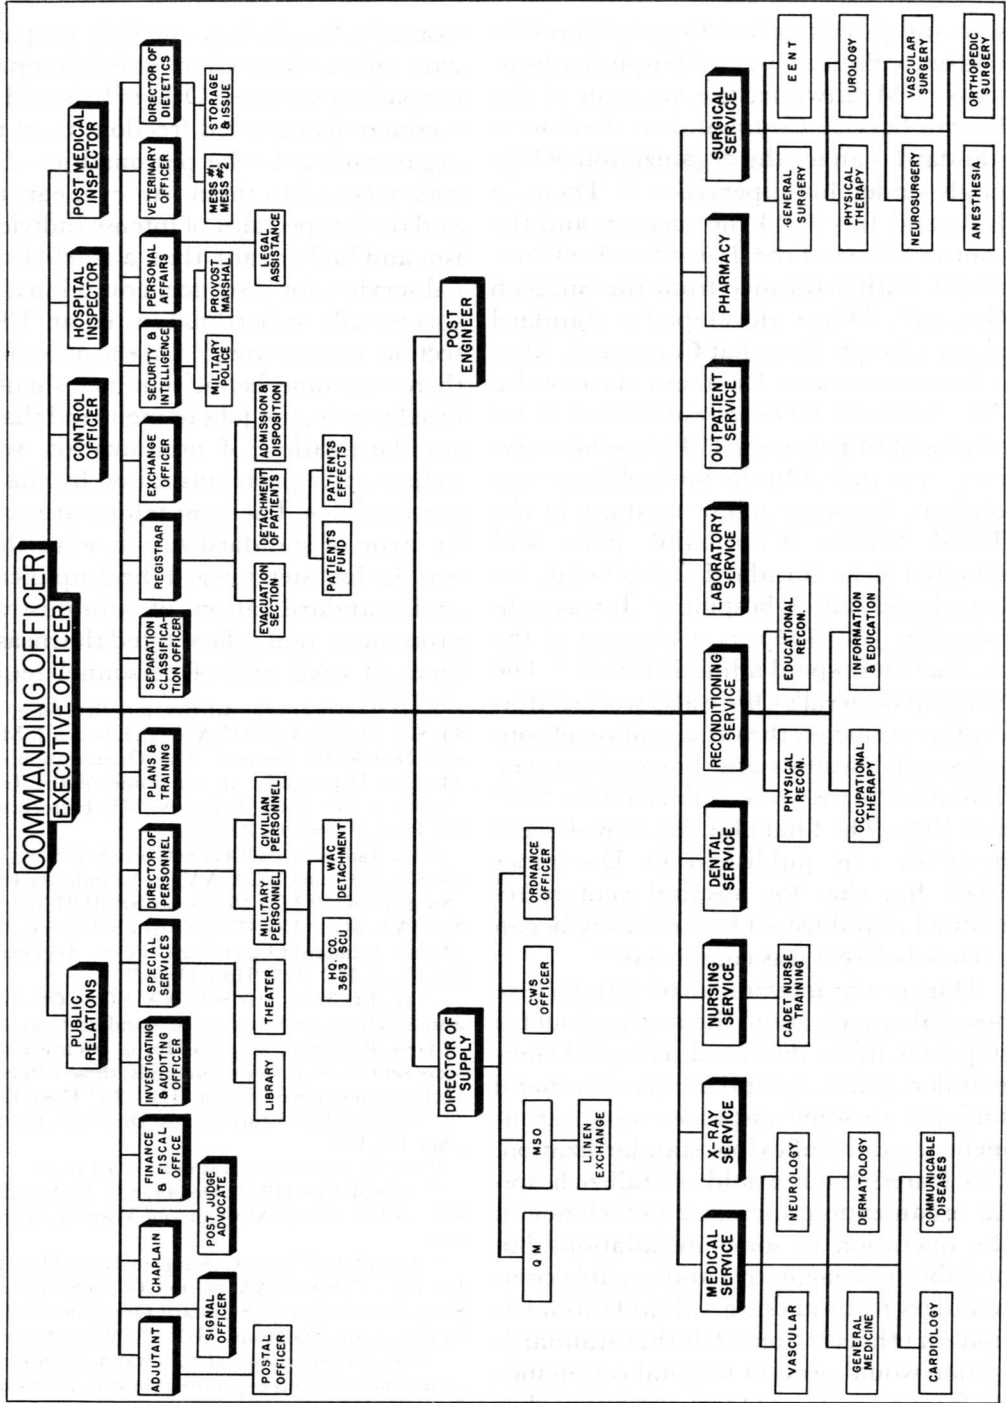 COMMANDING OFFICER
EXECUTIVE OFFICER
PUBLIC
RELATIONS
CONTROL
OFFICER
HOSPITAL
INSPECTOR
POST MEDICAL
INSPECTOR
ADJUTANT
CHAPLAIN
FINANCE
& FISCAL
OFFICE
INVESTIGATING
& AUDITING
OFFICER
SPECIAL
SERVICES
DIRECTOR OF
PERSONNEL
PLANS &
TRAINING
SEPARATION
CLASSIFICA-
TION OFFICER
REGISTRAR
EXCHANGE
OFFICER
SECURITY &
INTELLIGENCE
PERSONAL
AFFAIRS
VETERINARY
OFFICER
DIRECTOR OF
DIETETICS
SIGNAL
OFFICER
POST JUDGE
ADVOCATE
POSTAL
OFFICER
LIBRARY
THEATER
MILITARY
PERSONNEL
CIVILIAN
PERSONNEL
HQ. CO.
3613 SCU
WAC
DETACHMENT
EVACUATION
SECTION
DETACHMENT
OF PATIENTS
ADMISSION &
DISPOSITION
PATIENTS
FUND
PATIENTS
EFFECTS
MILITARY
POLICE
PROVOST
MARSHALL
LEGAL
ASSISTANCE
MESS #1
MESS #2
STORAGE
& ISSUE
DIRECTOR OF
SUPPLY
POST
ENGINEER
Q M
MSO
CWS
OFFICER
ORDNANCE
OFFICER
LINEN
EXCHANGE
MEDICAL
SERVICE
X-RAY
SERVICE
NURSING
SERVICE
DENTAL
SERVICE
RECONDITIONING
SERVICE
LABORATORY
SERVICE
OUTPATIENT
SERVICE
PHARMACY
SURGICAL
SERVICE
VASCULAR
NEUROLOGY
GENERAL
MEDICINE
DERMATOLOGY
CARDIOLOGY
COMMUNICABLE
DISEASES
CADET NURSE
TRAINING
PHYSICAL
RECON.
EDUCATIONAL
RECON.
OCCUPATIONAL
THERAPY
INFORMATION
& EDUCATION
GENERAL
SURGERY
E E N T
PHYSICAL
THERAPY
UROLOGY
NEUROSURGERY
VASCULAR
SURGERY
ANESTHESIA
ORTHOPEDIC
SURGERY